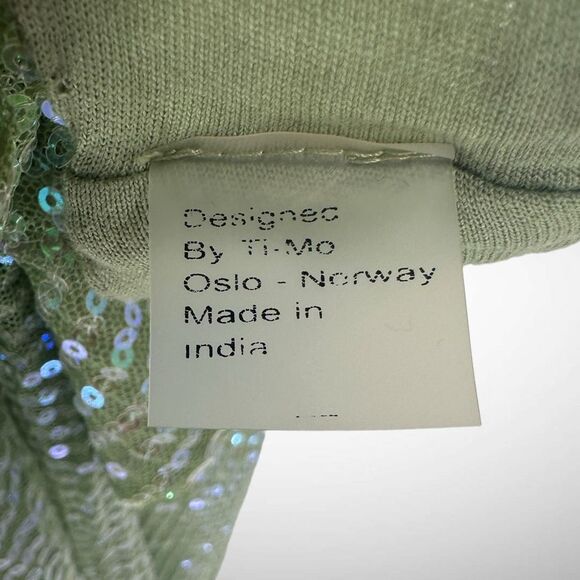 Designed
By Ti-Mo
Oslo - Norway
Made in
India